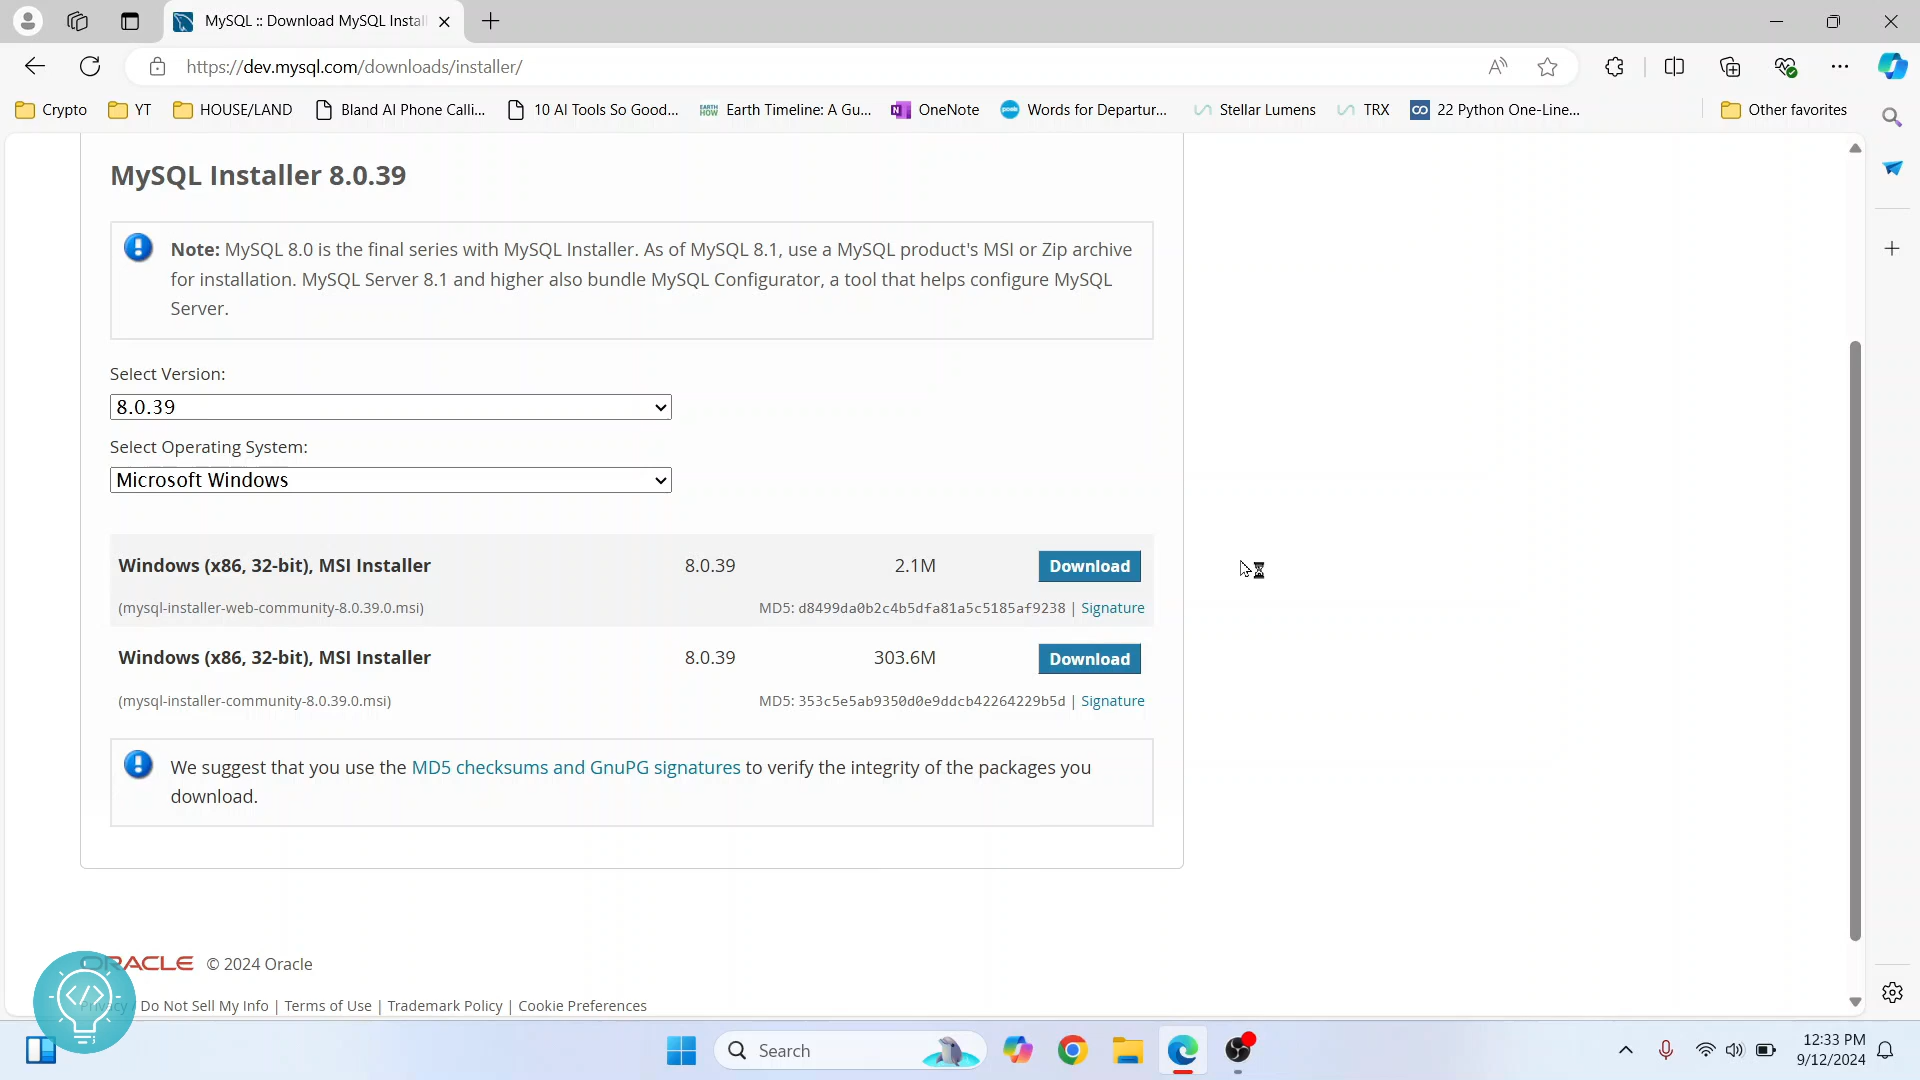 MySQL :: Download MySQL Instal
https://dev.mysql.com/downloads/installer/
Crypto YT HOUSE/LAND Bland AI Phone Calli... 10 AI Tools So Good... EARTH HOW Earth Timeline: A Gu... OneNote Words for Departur... Stellar Lumens TRX 22 Python One-Line... Other favorites
MySQL Installer 8.0.39
Note: MySQL 8.0 is the final series with MySQL Installer. As of MySQL 8.1, use a MySQL product's MSI or Zip archive
for installation. MySQL Server 8.1 and higher also bundle MySQL Configurator, a tool that helps configure MySQL
Server.
Select Version:
8.0.39
Select Operating System:
Microsoft Windows
Windows (x86, 32-bit), MSI Installer 8.0.39 2.1M Download
(mysql-installer-web-community-8.0.39.0.msi) MD5: d8499da0b2c4b5dfa81a5c5185af9238 | Signature
Windows (x86, 32-bit), MSI Installer 8.0.39 303.6M Download
(mysql-installer-community-8.0.39.0.msi) MD5: 353c5e5ab9350d0e9ddcb42264229b5d | Signature
We suggest that you use the MD5 checksums and GnuPG signatures to verify the integrity of the packages you
download.
ORACLE © 2024 Oracle
Privacy / Do Not Sell My Info | Terms of Use | Trademark Policy | Cookie Preferences
Search
12:33 PM
9/12/2024